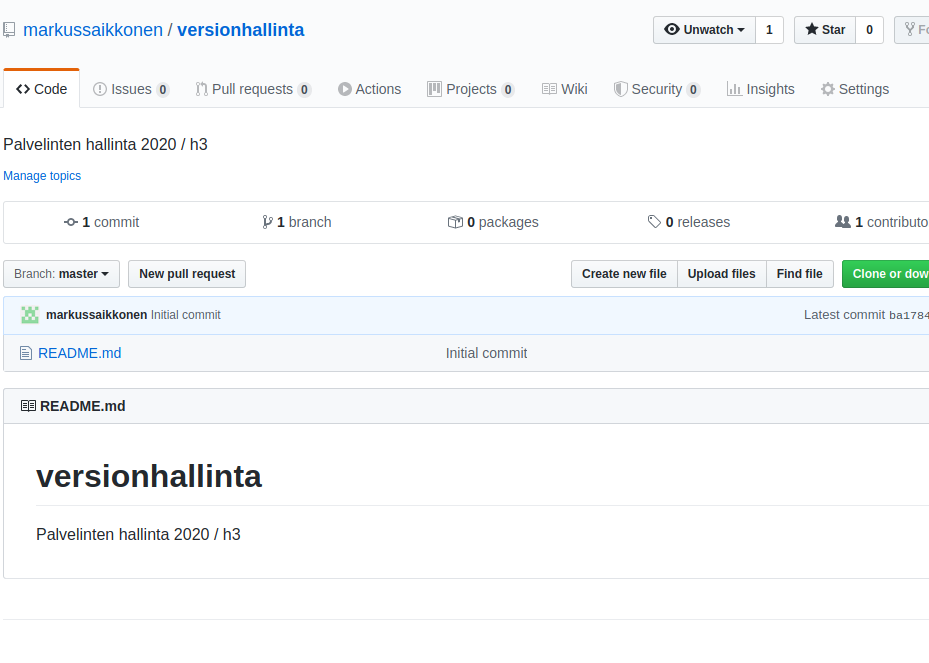 markussaikkonen / versionhallinta Unwatch 1 Star 0 Fo
Code Issues 0 Pull requests 0 Actions Projects 0 Wiki Security 0 Insights Settings
Palvelinten hallinta 2020 / h3
Manage topics
1 commit 1 branch 0 packages 0 releases 1 contributo
Branch: master New pull request Create new file Upload files Find file Clone or dow
markussaikkonen Initial commit Latest commit ba1784
README.md Initial commit
README.md
versionhallinta
Palvelinten hallinta 2020 / h3